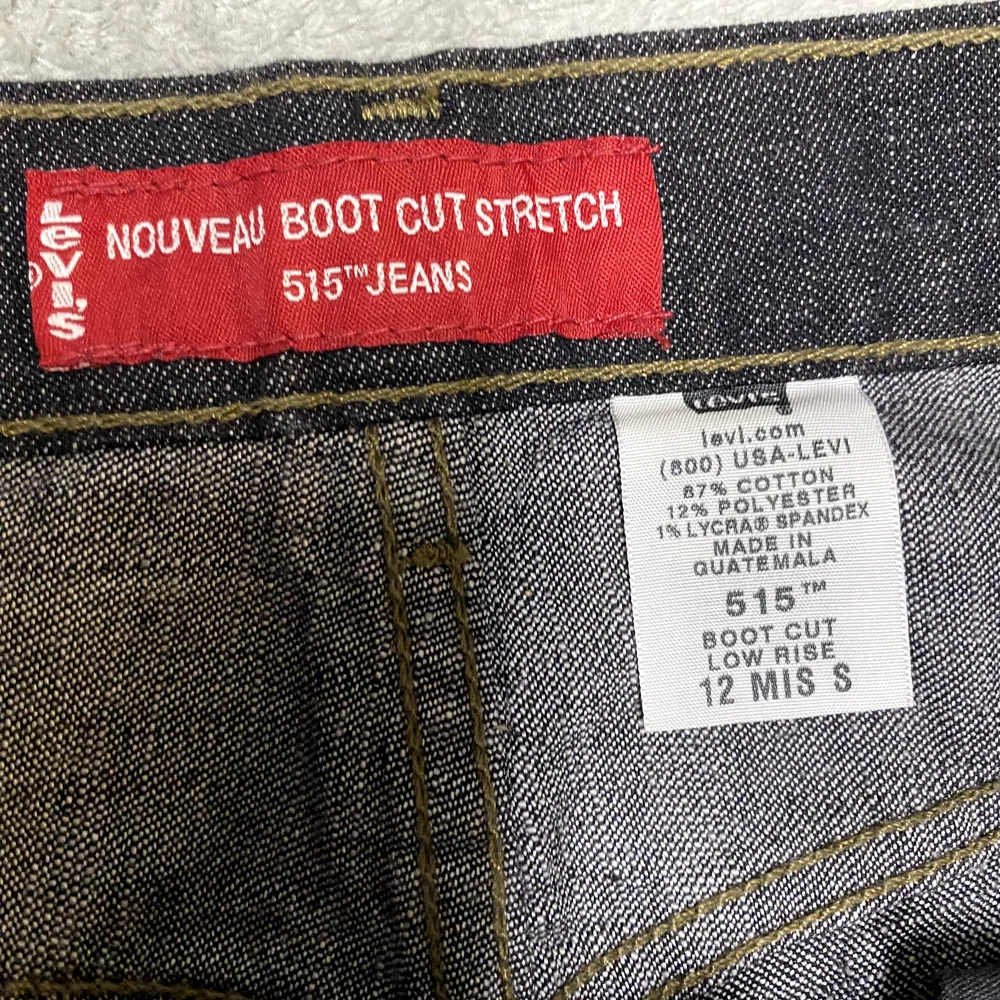 LEVI'S®
NOUVEAU BOOT CUT STRETCH
515™ JEANS
levi.com
(800) USA-LEVI
87% COTTON
12% POLYESTER
1% LYCRA® SPANDEX
MADE IN
GUATEMALA
515™
BOOT CUT
LOW RISE
12 MIS S